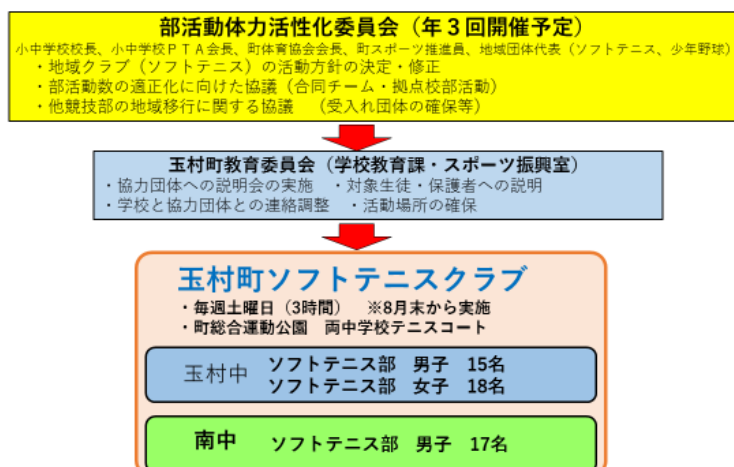 部活動体力活性化委員会（年３回開催予定）
小中学校校長、小中学校ＰＴＡ会長、町体育協会会長、町スポーツ推進員、地域団体代表（ソフトテニス、少年野球）
・地域クラブ（ソフトテニス）の活動方針の決定・修正
・部活動数の適正化に向けた協議（合同チーム・拠点校部活動）
・他競技部の地域移行に関する協議　（受入れ団体の確保等）
玉村町教育委員会（学校教育課・スポーツ振興室）
・協力団体への説明会の実施　・対象生徒・保護者への説明
・学校と協力団体との連絡調整　・活動場所の確保
玉村町ソフトテニスクラブ
・毎週土曜日（3時間）　※8月末から実施
・町総合運動公園　両中学校テニスコート
玉村中　ソフトテニス部　男子　15名
ソフトテニス部　女子　18名
南中　ソフトテニス部　男子　17名